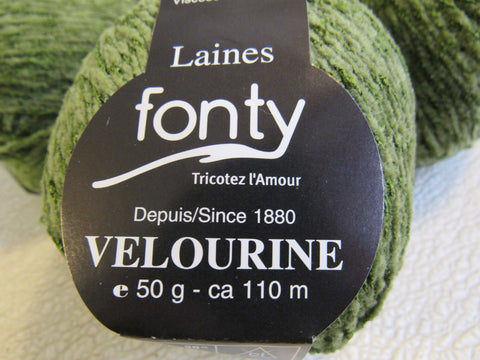 Laines
fonty
Tricotez l'Amour
Depuis/Since 1880
VELOURINE
e 50 g - ca 110 m